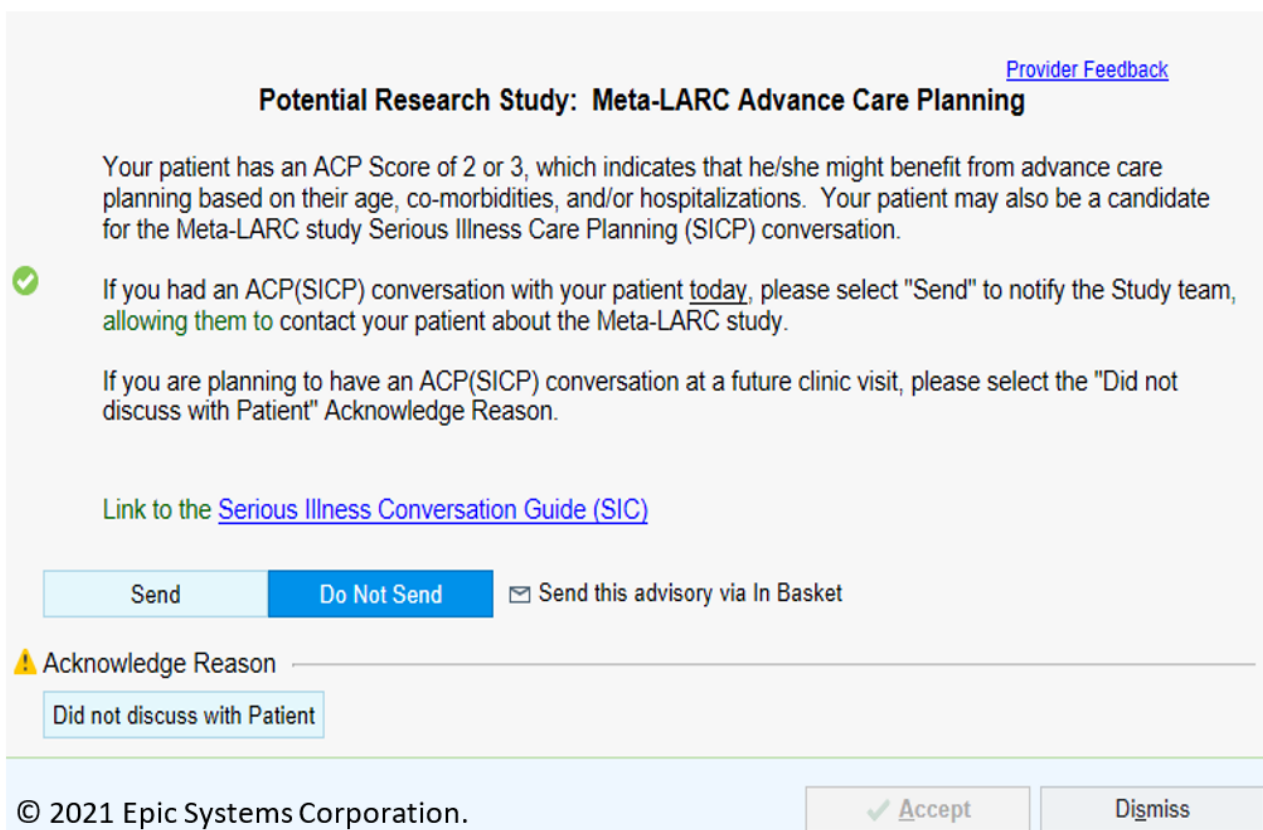 Provider Feedback
Potential Research Study:  Meta-LARC Advance Care Planning
Your patient has an ACP Score of 2 or 3, which indicates that he/she might benefit from advance care
planning based on their age, co-morbidities, and/or hospitalizations.  Your patient may also be a candidate
for the Meta-LARC study Serious Illness Care Planning (SICP) conversation.
If you had an ACP(SICP) conversation with your patient today, please select "Send" to notify the Study team,
allowing them to contact your patient about the Meta-LARC study.
If you are planning to have an ACP(SICP) conversation at a future clinic visit, please select the "Did not
discuss with Patient" Acknowledge Reason.
Link to the Serious Illness Conversation Guide (SIC)
Send Do Not Send Send this advisory via In Basket
Acknowledge Reason
Did not discuss with Patient
© 2021 Epic Systems Corporation. Accept Dismiss